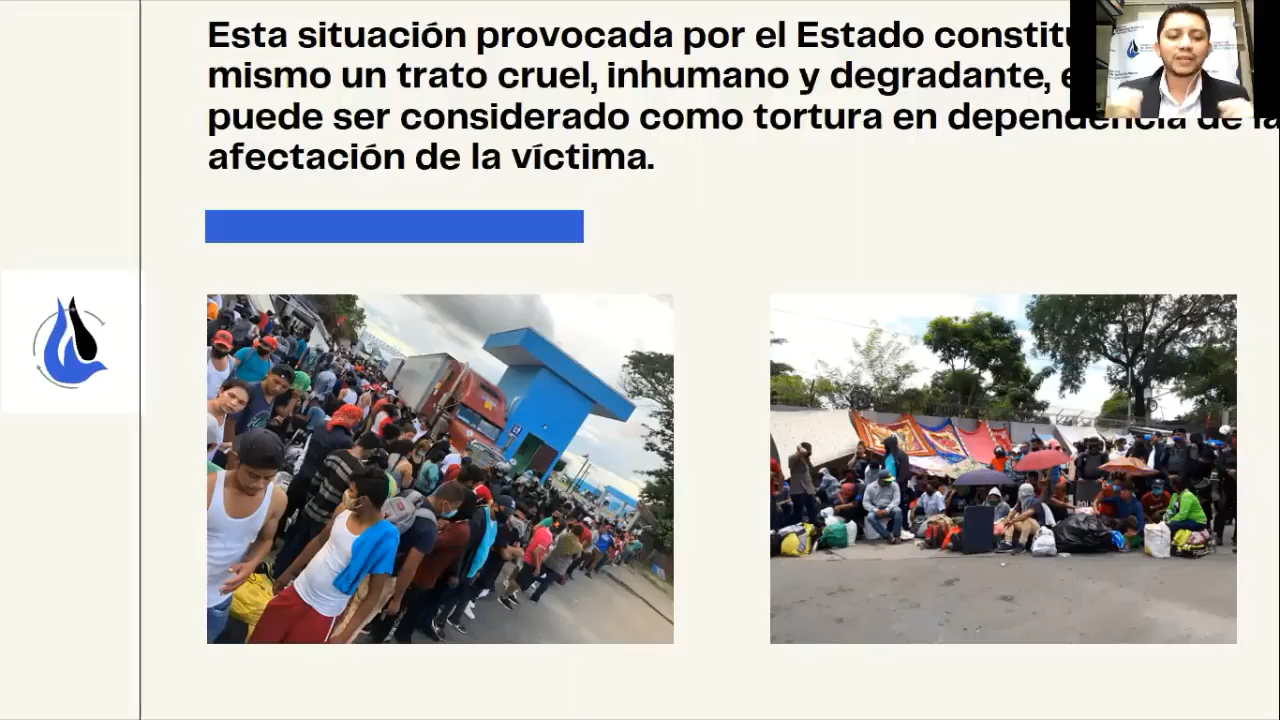 Esta situación provocada por el Estado
mismo un trato cruel, inhumano y degradante,
puede ser considerado como tortura en dependencia de la
afectación de la víctima.